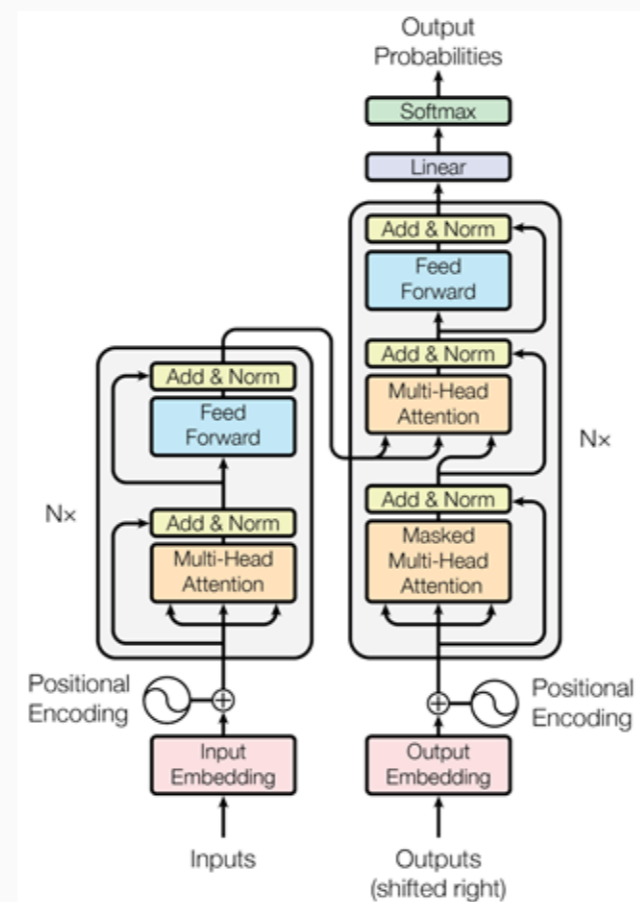 Output
Probabilities
Softmax
Linear
Add & Norm
Feed
Forward
Add & Norm
Multi-Head
Attention
Nx
Add & Norm
Masked
Multi-Head
Attention
Add & Norm
Feed
Forward
Nx
Add & Norm
Multi-Head
Attention
Positional
Encoding
Positional
Encoding
Input
Embedding
Output
Embedding
Inputs
Outputs
(shifted right)